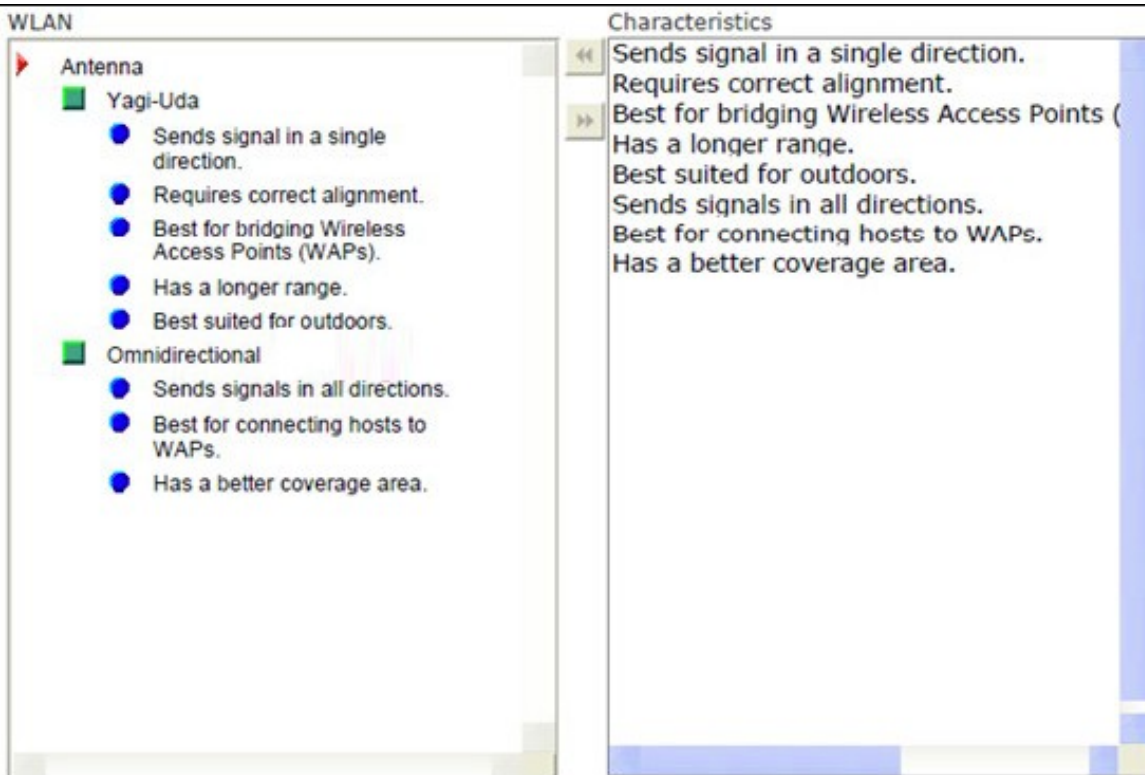 WLAN
Antenna
Yagi-Uda
Sends signal in a single
direction.
Requires correct alignment.
Best for bridging Wireless
Access Points (WAPs).
Has a longer range.
Best suited for outdoors.
Omnidirectional
Sends signals in all directions.
Best for connecting hosts to
WAPs.
Has a better coverage area.
Characteristics
Sends signal in a single direction.
Requires correct alignment.
Best for bridging Wireless Access Points (
Has a longer range.
Best suited for outdoors.
Sends signals in all directions.
Best for connecting hosts to WAPs.
Has a better coverage area.